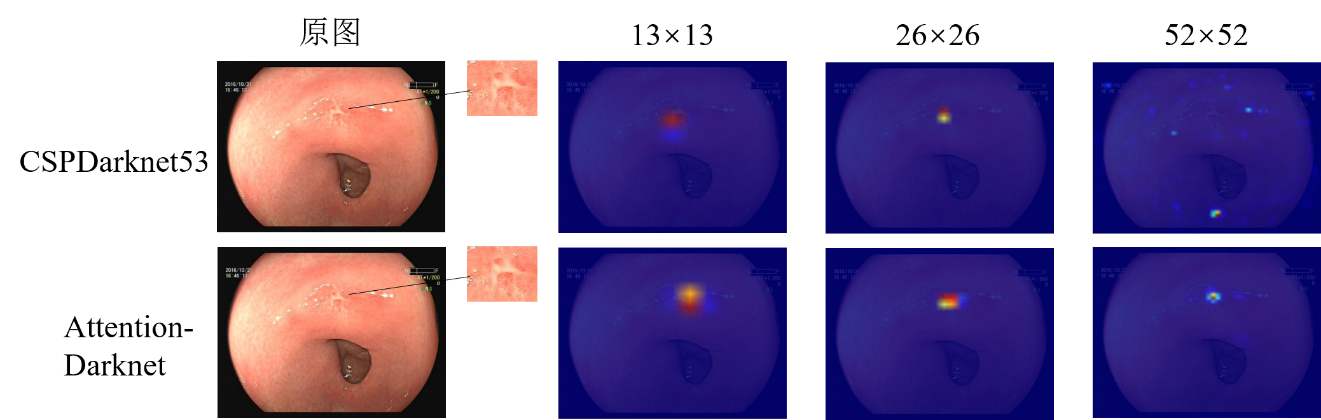 原图
13×13
26×26
52×52
CSPDarknet53
Attention-
Darknet